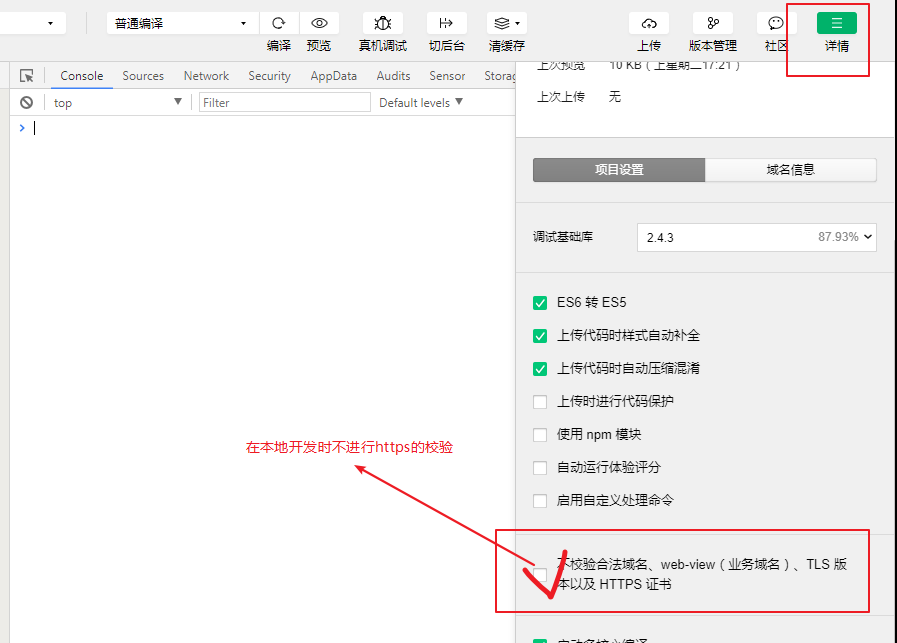 普通编译
编译
预览
真机调试
切后台
清缓存
上传
版本管理
社区
详情
Console
Sources
Network
Security
AppData
Audits
Sensor
Storag
top
Filter
Default levels
上次预览 10 KB ( 上星期二17:21 )
上次上传 无
项目设置
域名信息
调试基础库
2.4.3
87.93%
ES6 转 ES5
上传代码时样式自动补全
上传代码时自动压缩混淆
上传时进行代码保护
使用 npm 模块
自动运行体验评分
启用自定义处理命令
在本地开发时不进行https的校验
不校验合法域名、web-view（业务域名）、TLS 版
本以及 HTTPS 证书